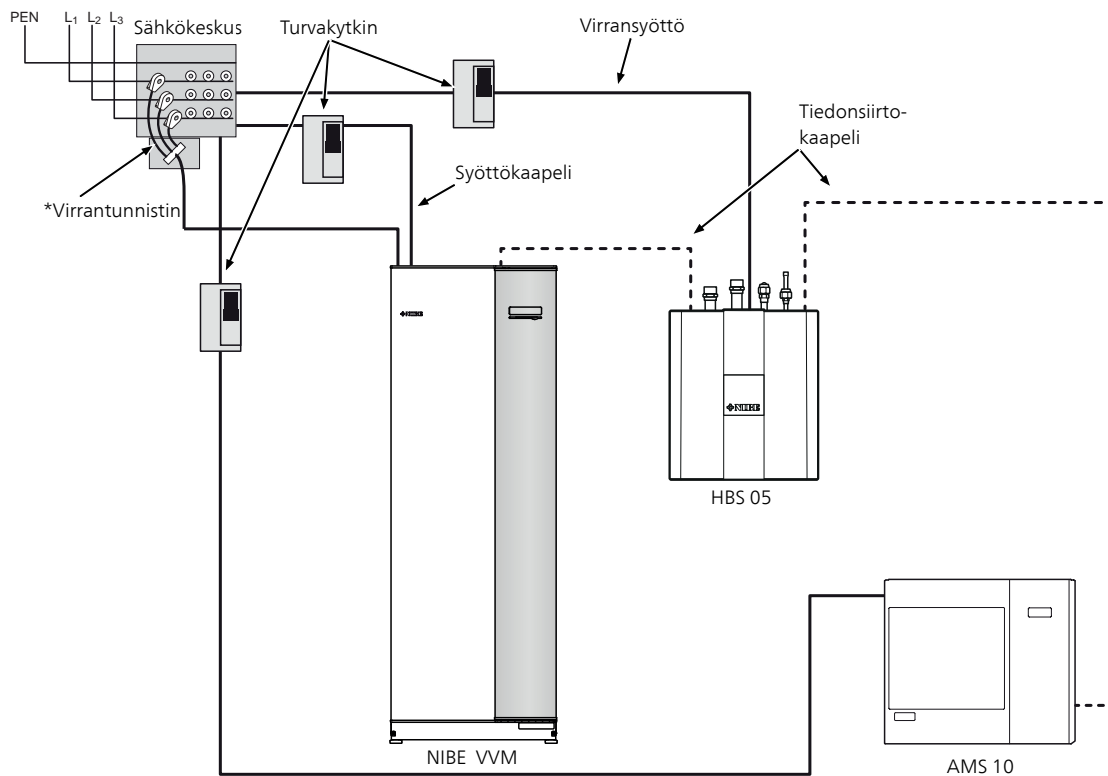 PEN L₁ L₂ L₃
Sähkökeskus
Turvakytkin
Virransyöttö
Tiedonsiirto-
kaapeli
Syöttökaapeli
*Virrantunnistin
NIBE
NIBE
HBS 05
NIBE VVM
AMS 10